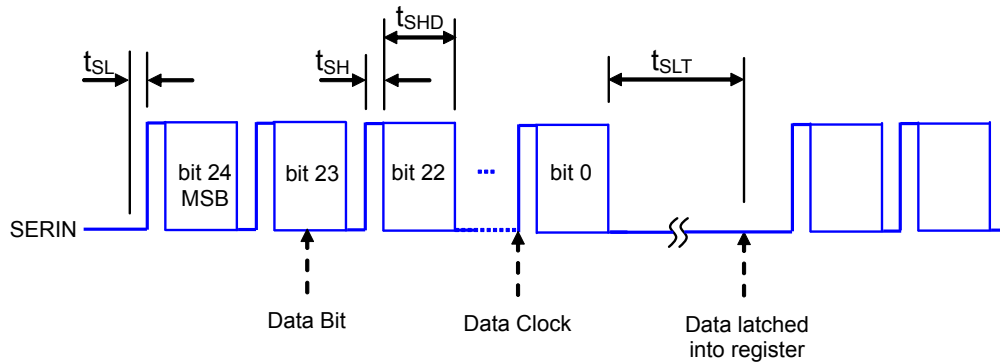 tSHD
tSL
tSH
tSLT
bit 24
MSB
bit 23
bit 22
...
bit 0
SERIN
Data Bit
Data Clock
Data latched
into register